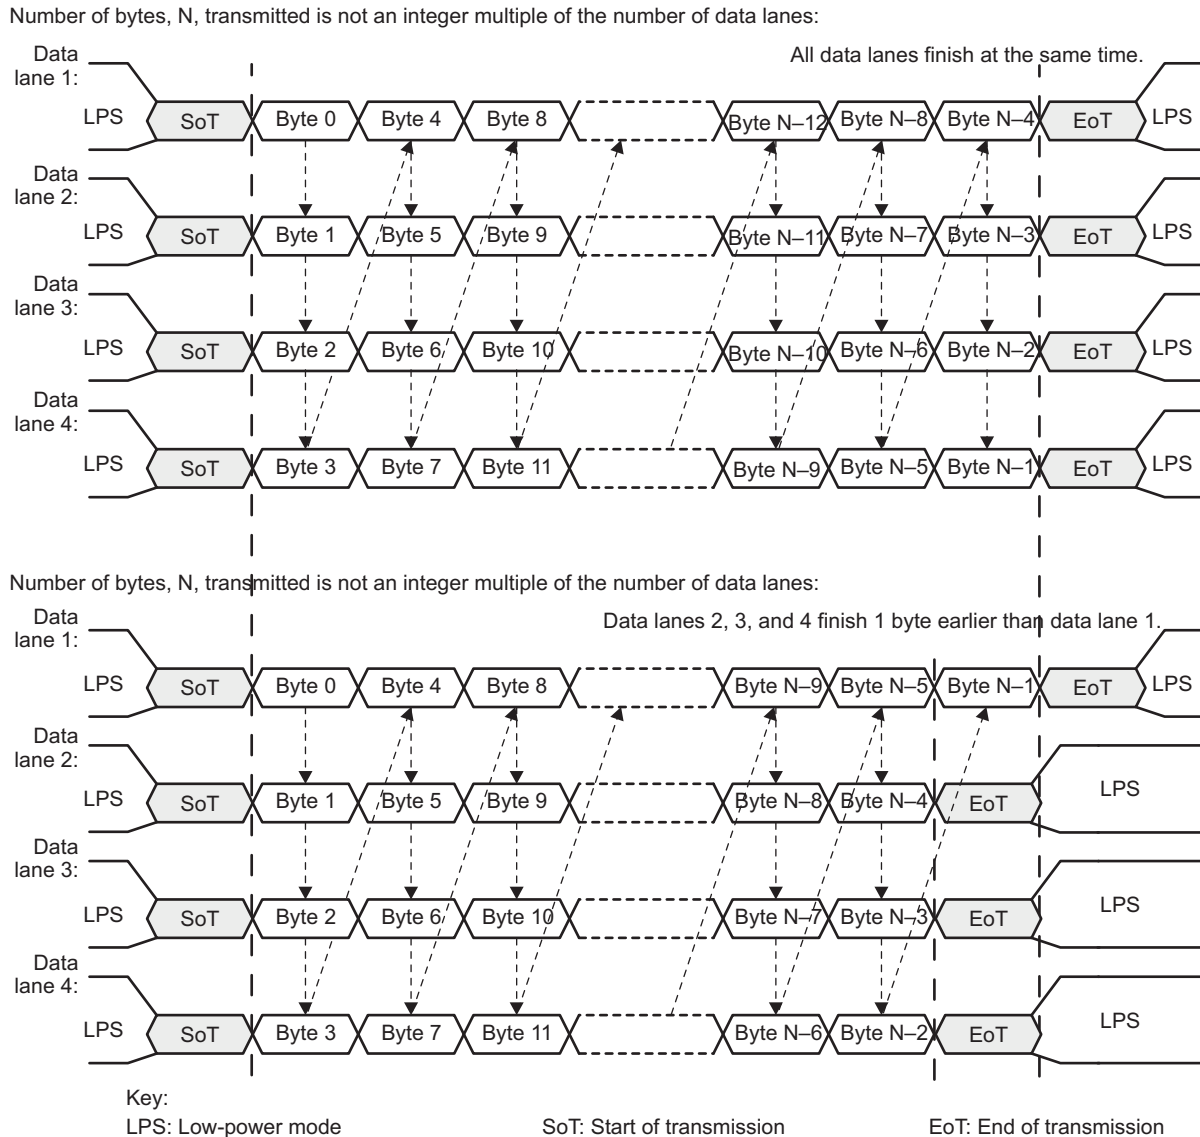 Number of bytes, N, transmitted is not an integer multiple of the number of data lanes:
All data lanes finish at the same time.
Data
lane 1:
LPS SoT Byte 0 Byte 4 Byte 8 Byte N–12 Byte N–8 Byte N–4 EoT LPS
Data
lane 2:
LPS SoT Byte 1 Byte 5 Byte 9 Byte N–11 Byte N–7 Byte N–3 EoT LPS
Data
lane 3:
LPS SoT Byte 2 Byte 6 Byte 10 Byte N–10 Byte N–6 Byte N–2 EoT LPS
Data
lane 4:
LPS SoT Byte 3 Byte 7 Byte 11 Byte N–9 Byte N–5 Byte N–1 EoT LPS
Number of bytes, N, transmitted is not an integer multiple of the number of data lanes:
Data lanes 2, 3, and 4 finish 1 byte earlier than data lane 1.
Data
lane 1:
LPS SoT Byte 0 Byte 4 Byte 8 Byte N–9 Byte N–5 Byte N–1 EoT LPS
Data
lane 2:
LPS SoT Byte 1 Byte 5 Byte 9 Byte N–8 Byte N–4 EoT LPS
Data
lane 3:
LPS SoT Byte 2 Byte 6 Byte 10 Byte N–7 Byte N–3 EoT LPS
Data
lane 4:
LPS SoT Byte 3 Byte 7 Byte 11 Byte N–6 Byte N–2 EoT LPS
Key:
LPS: Low-power mode SoT: Start of transmission EoT: End of transmission